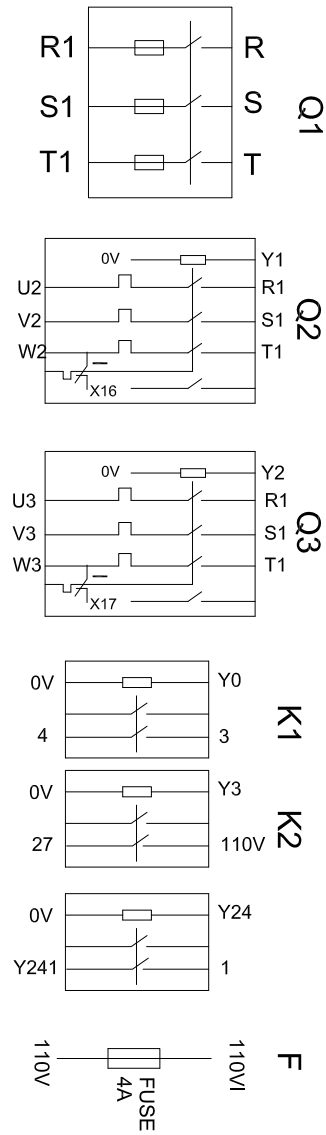 R1 R
S1 S
T1 T
Q1
0V Y1
U2 R1
V2 S1
W2 T1
X16
Q2
0V Y2
U3 R1
V3 S1
W3 T1
X17
Q3
0V Y0
4 3
K1
0V Y3
27 110V
K2
0V Y24
Y241 1
110V 110VI
FUSE
4A
F